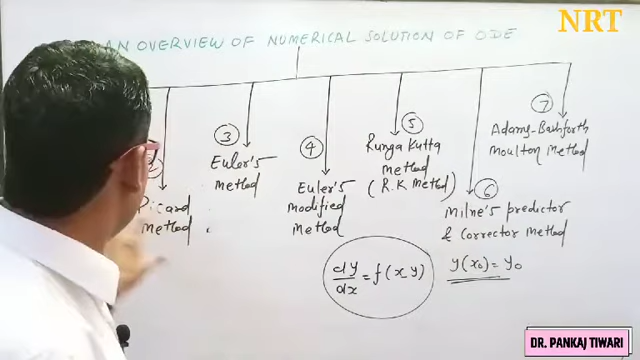 NRT
AN OVERVIEW OF NUMERICAL SOLUTION OF ODE
2
Picard
method
3
Euler's
method
4
Euler's
modified
method
5
Runga Kutta
method
(R.K method)
6
Milne's predictor
& corrector method
7
Adams-Bashforth
moulton method
dy/dx = f(x, y)
y(x₀) = y₀
DR. PANKAJ TIWARI